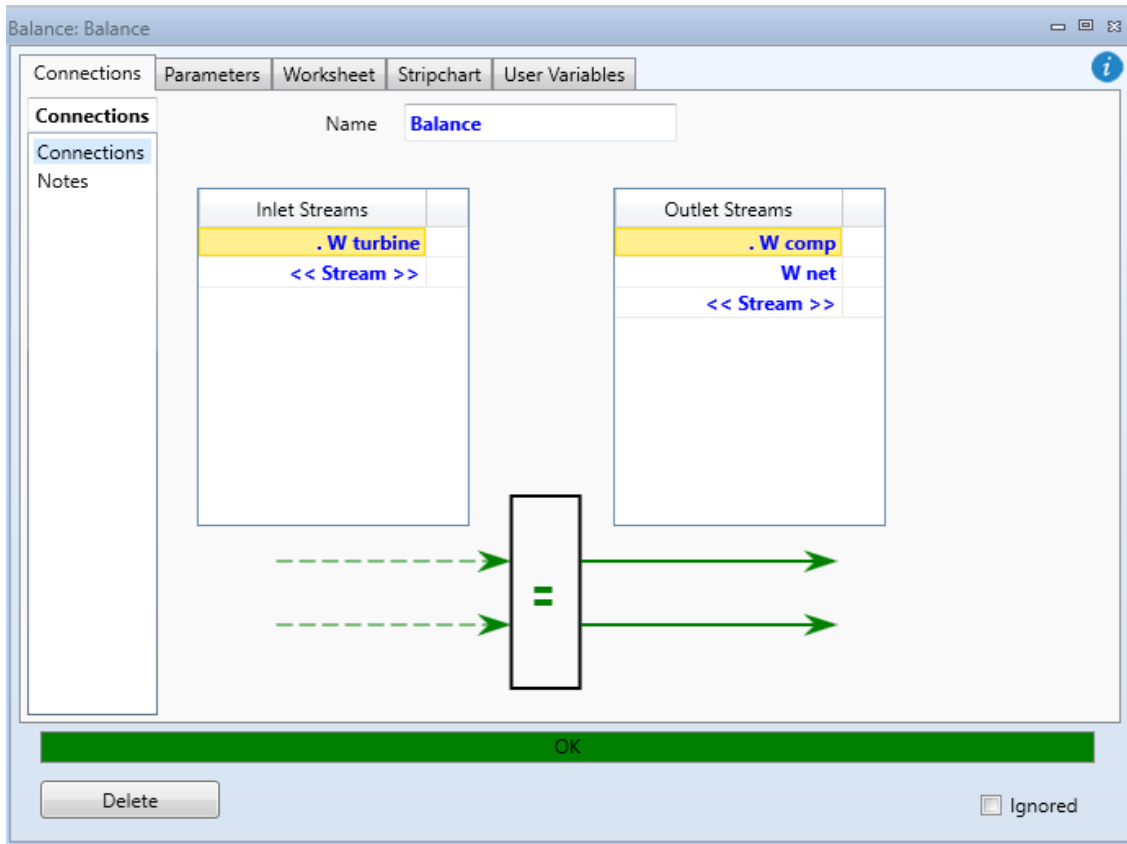 Balance: Balance
Connections Parameters Worksheet Stripchart User Variables
i
Connections
Connections
Notes
Name Balance
Inlet Streams
. W turbine
<< Stream >>
Outlet Streams
. W comp
W net
<< Stream >>
=
OK
Delete
Ignored